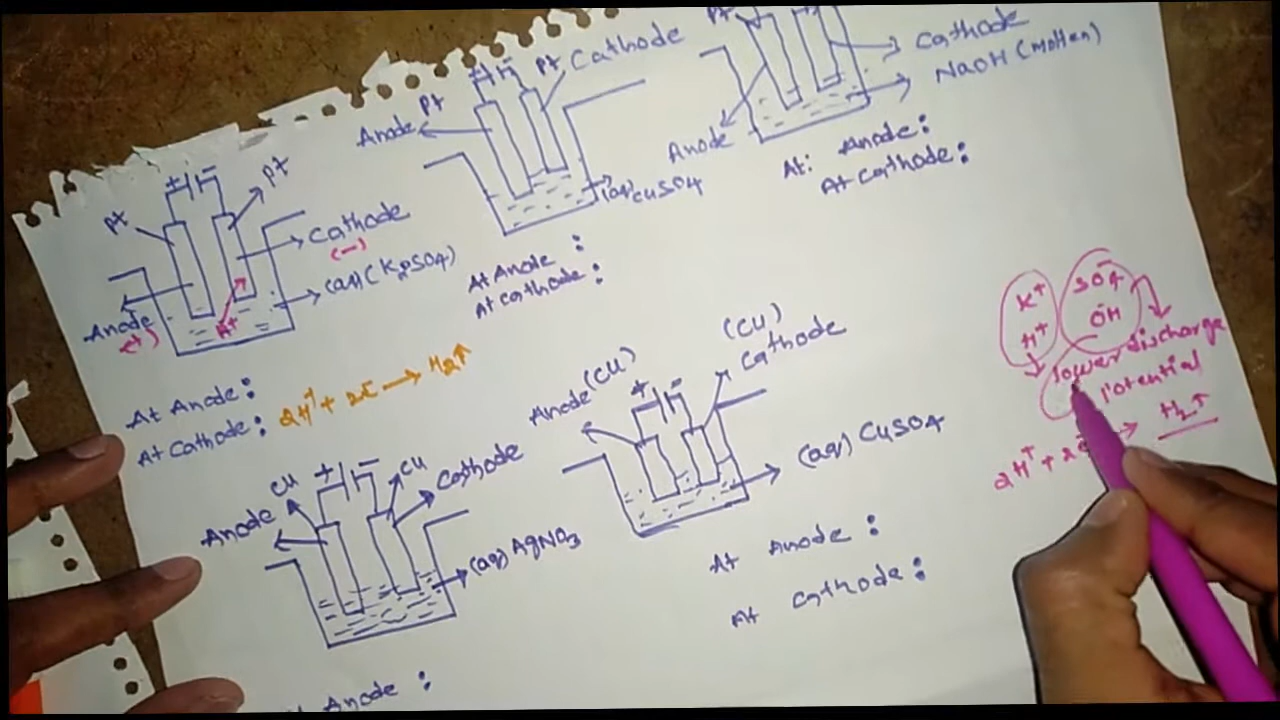 Pt
Pt
+ -
Cathode
(-)
(aq) (K2SO4)
Anode
(+)
A+
At Anode :
At Cathode : 2H+ + 2e- → H2↑
Pt
Pt
+ -
Cathode
Anode
(aq) CuSO4
At Anode :
At cathode :
Cathode
NaOH (molten)
Anode
At: Anode :
At Cathode :
Cu
Cu
+ -
Cathode
Anode
(aq) AgNO3
Anode :
Anode (CU)
(CU)
Cathode
+ -
(aq) CuSO4
At Anode :
At cathode :
K+ SO4-
H+ OH-
lower discharge
potential
2H+ + 2e- → H2↑